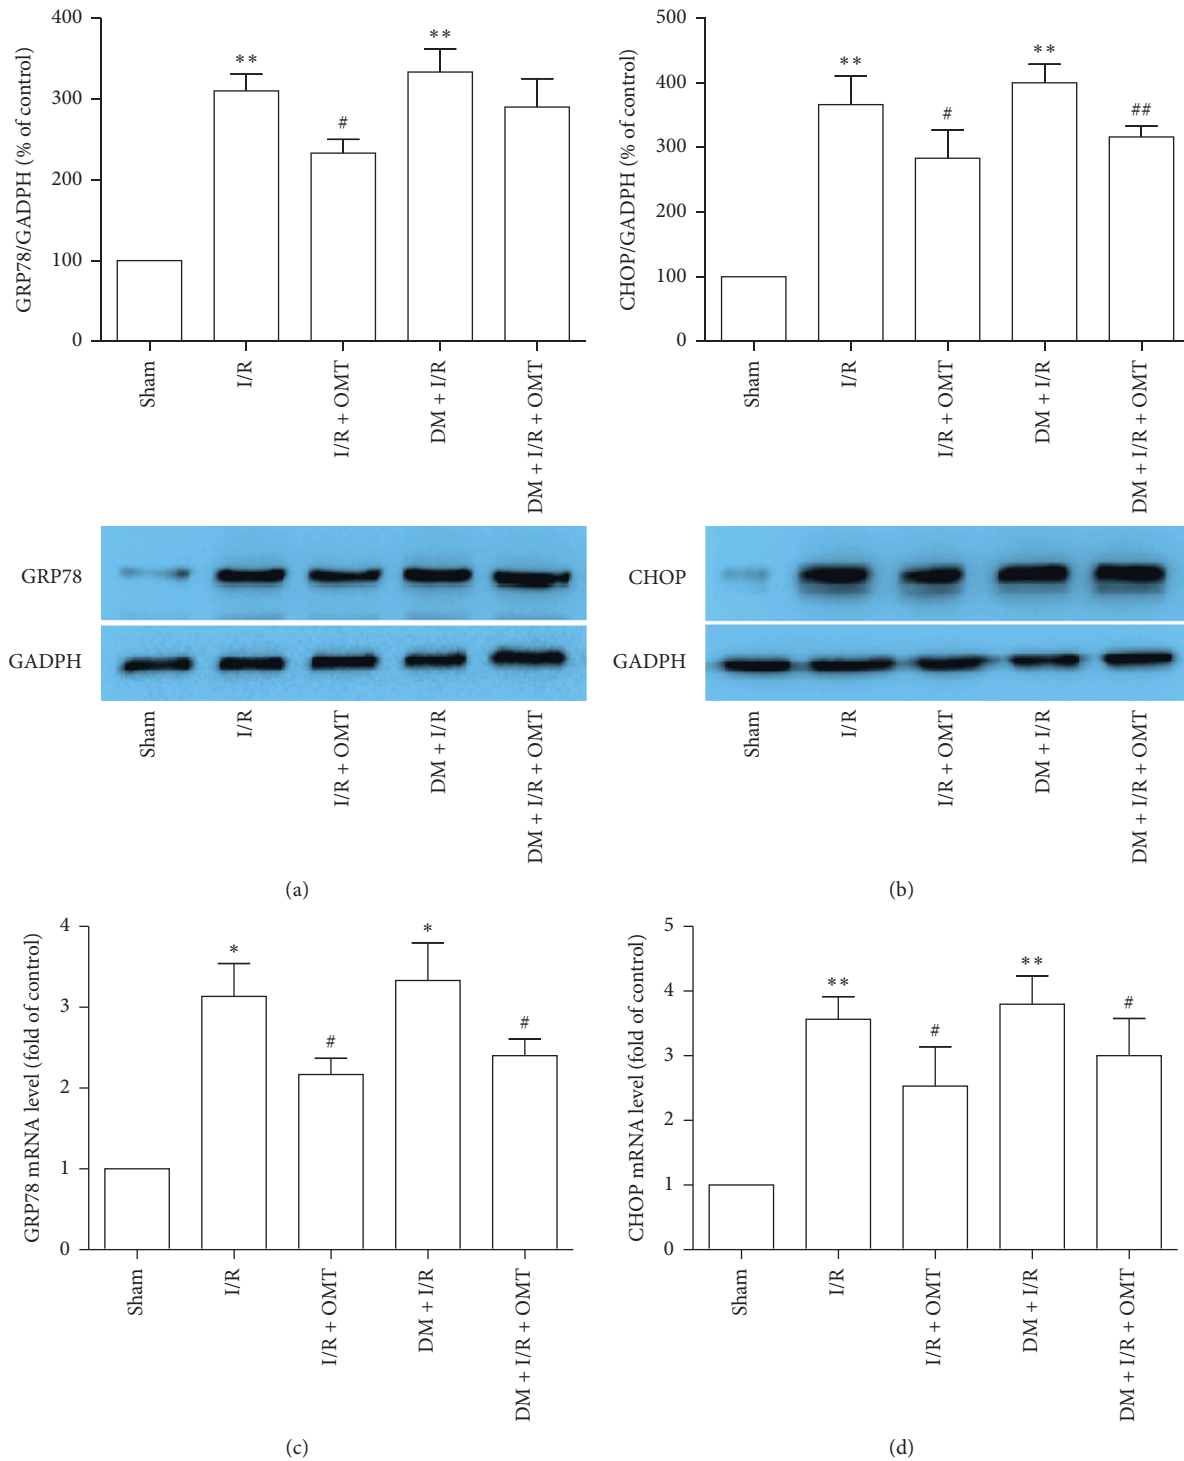 GRP78/GADPH (% of control)
400
300
200
100
0
**
#
**
Sham
I/R
I/R + OMT
DM + I/R
DM + I/R + OMT
GRP78
GADPH
Sham
I/R
I/R + OMT
DM + I/R
DM + I/R + OMT
(a)
CHOP/GADPH (% of control)
500
400
300
200
100
0
**
#
**
##
Sham
I/R
I/R + OMT
DM + I/R
DM + I/R + OMT
CHOP
GADPH
Sham
I/R
I/R + OMT
DM + I/R
DM + I/R + OMT
(b)
GRP78 mRNA level (fold of control)
4
3
2
1
0
*
#
*
#
Sham
I/R
I/R + OMT
DM + I/R
DM + I/R + OMT
(c)
CHOP mRNA level (fold of control)
5
4
3
2
1
0
**
#
**
#
Sham
I/R
I/R + OMT
DM + I/R
DM + I/R + OMT
(d)